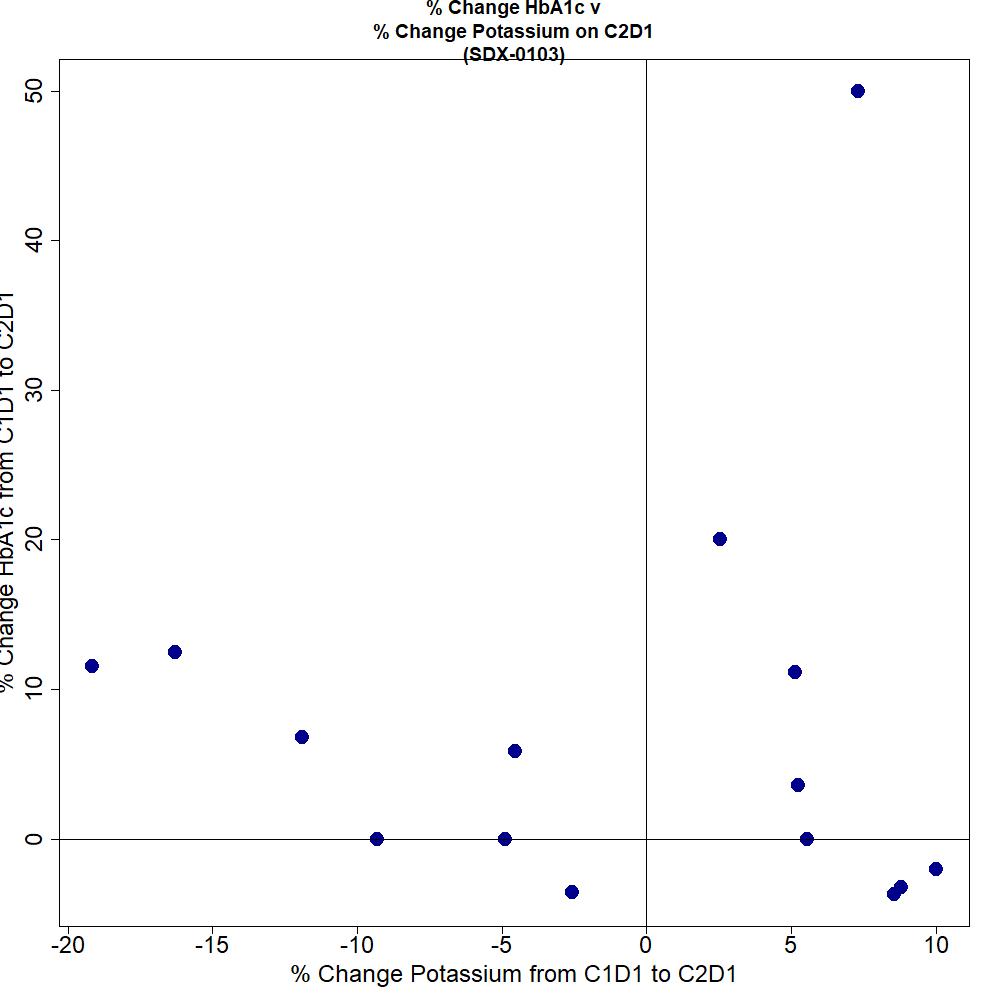 % Change HbA1c v
% Change Potassium on C2D1
(SDX-0103)
% Change HbA1c from C1D1 to C2D1
50
40
30
20
10
0
-20 -15 -10 -5 0 5 10
% Change Potassium from C1D1 to C2D1